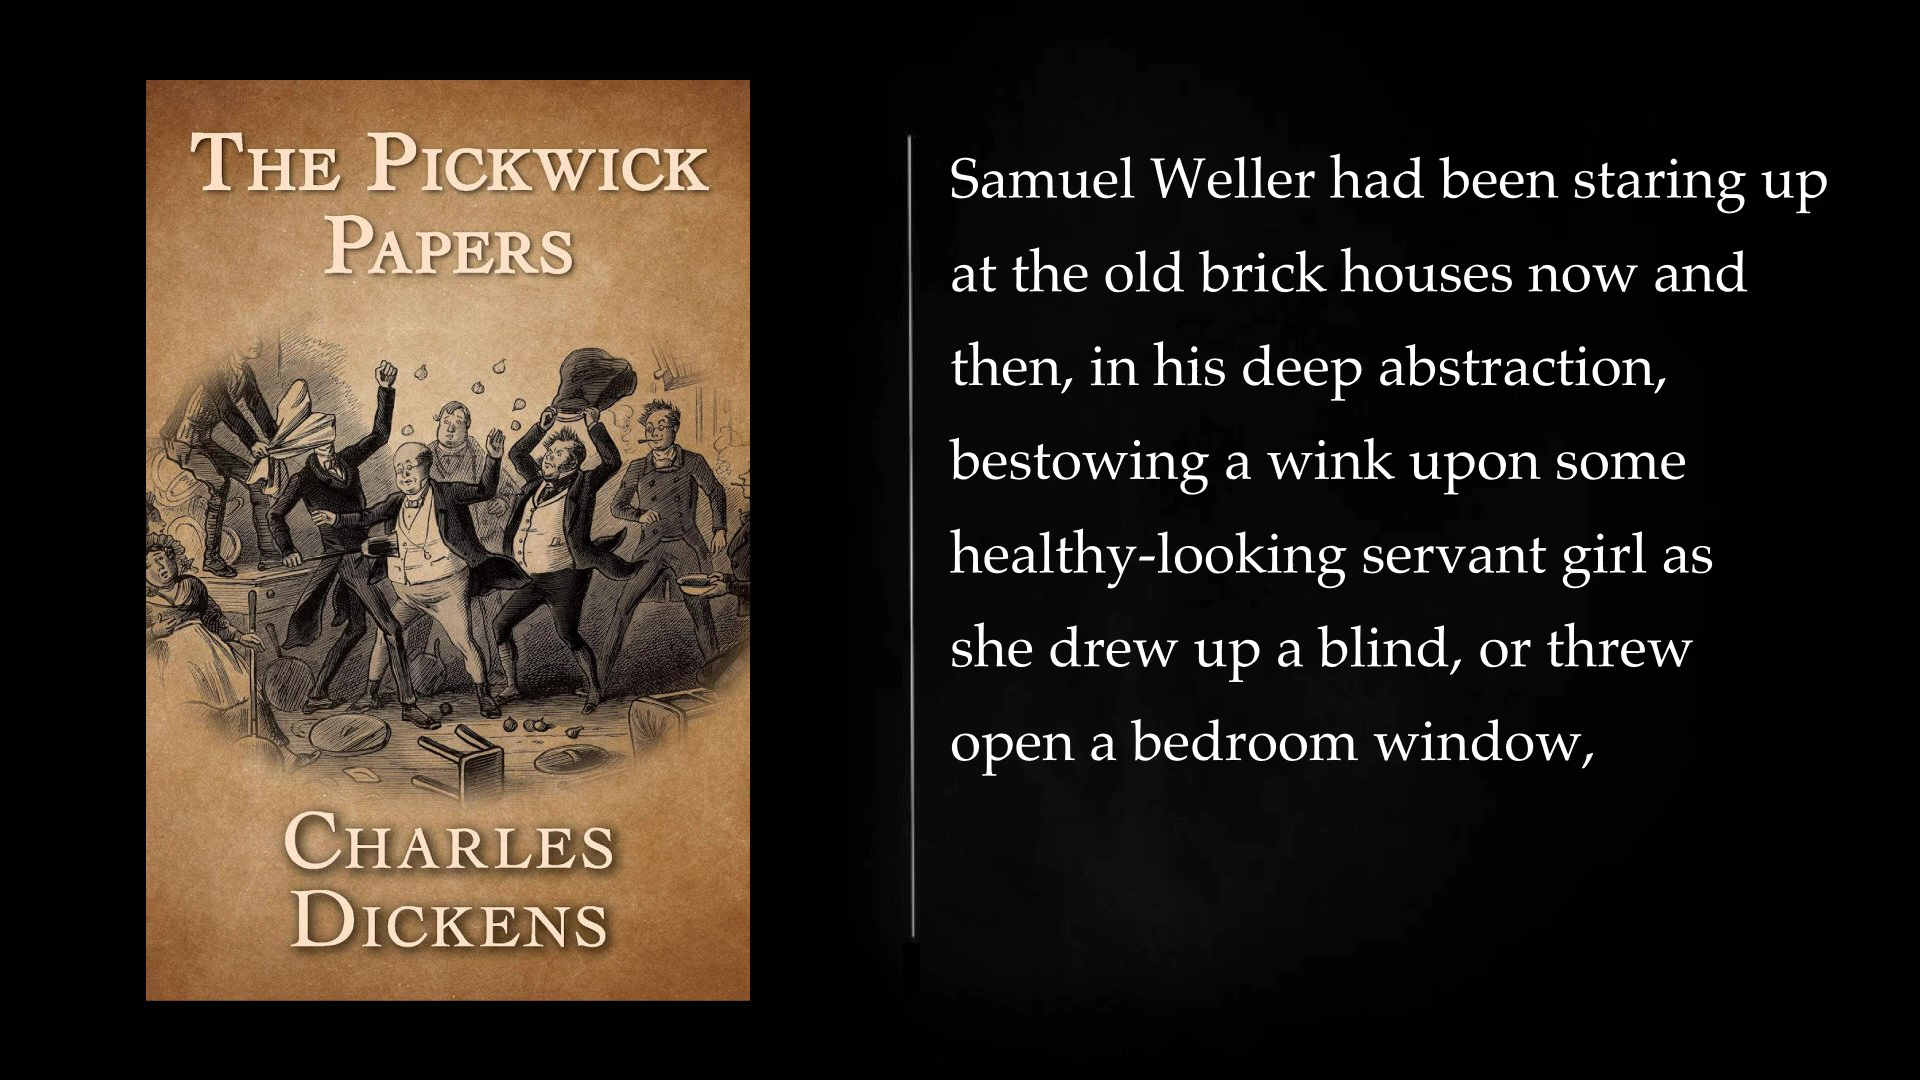 THE PICKWICK
PAPERS
CHARLES
DICKENS
Samuel Weller had been staring up
at the old brick houses now and
then, in his deep abstraction,
bestowing a wink upon some
healthy-looking servant girl as
she drew up a blind, or threw
open a bedroom window,